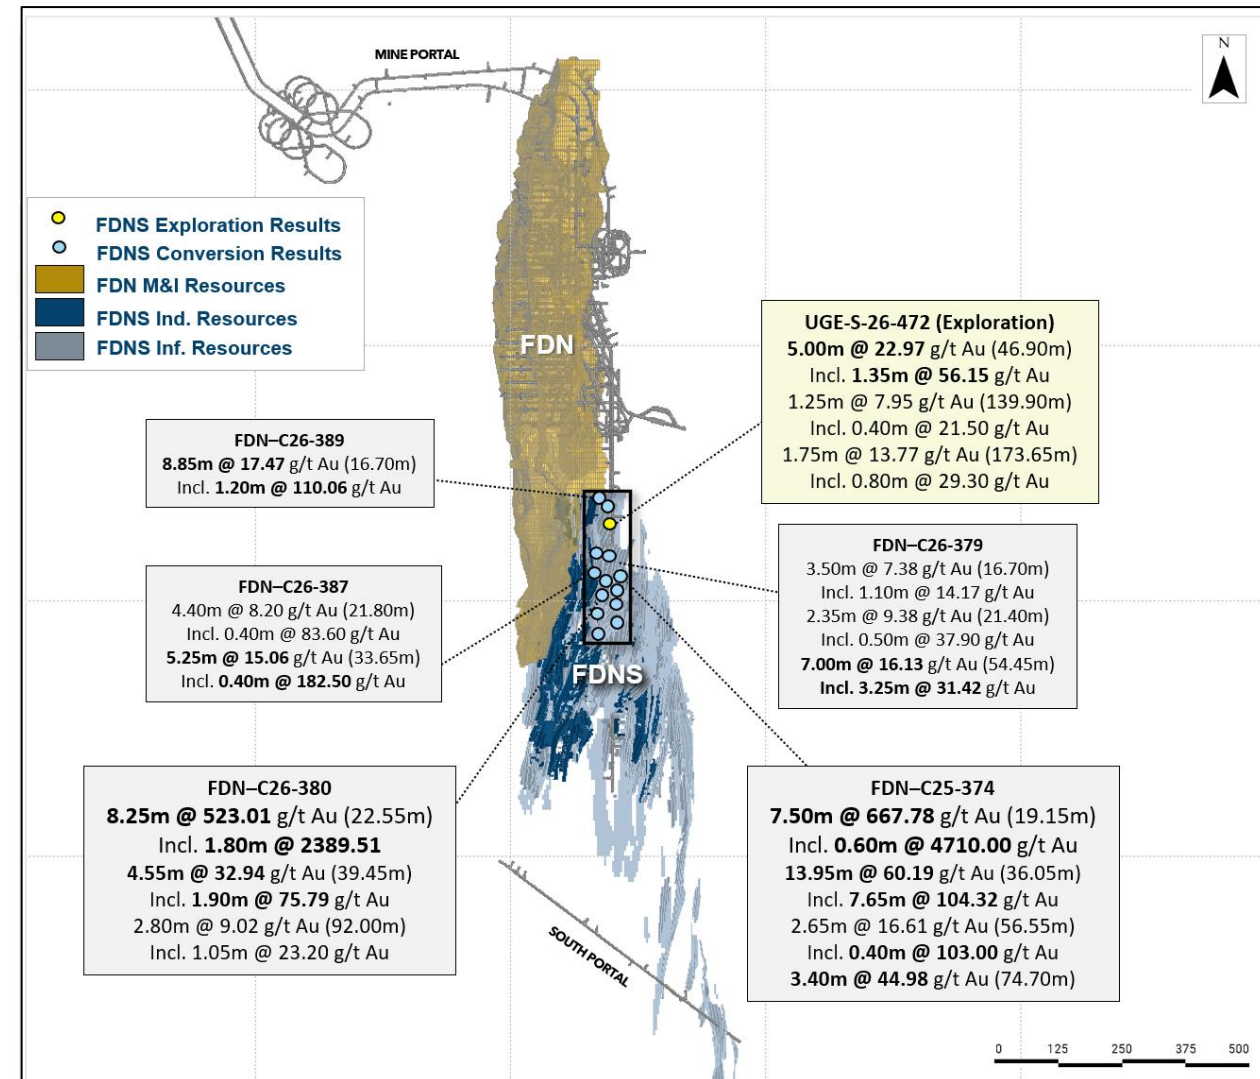 MINE PORTAL
N
FDNS Exploration Results
FDNS Conversion Results
FDN M&I Resources
FDNS Ind. Resources
FDNS Inf. Resources
FDN
UGE-S-26-472 (Exploration)
5.00m @ 22.97 g/t Au (46.90m)
Incl. 1.35m @ 56.15 g/t Au
1.25m @ 7.95 g/t Au (139.90m)
Incl. 0.40m @ 21.50 g/t Au
1.75m @ 13.77 g/t Au (173.65m)
Incl. 0.80m @ 29.30 g/t Au
FDN–C26-389
8.85m @ 17.47 g/t Au (16.70m)
Incl. 1.20m @ 110.06 g/t Au
FDN–C26-379
3.50m @ 7.38 g/t Au (16.70m)
Incl. 1.10m @ 14.17 g/t Au
2.35m @ 9.38 g/t Au (21.40m)
Incl. 0.50m @ 37.90 g/t Au
7.00m @ 16.13 g/t Au (54.45m)
Incl. 3.25m @ 31.42 g/t Au
FDN–C26-387
4.40m @ 8.20 g/t Au (21.80m)
Incl. 0.40m @ 83.60 g/t Au
5.25m @ 15.06 g/t Au (33.65m)
Incl. 0.40m @ 182.50 g/t Au
FDNS
FDN–C26-380
8.25m @ 523.01 g/t Au (22.55m)
Incl. 1.80m @ 2389.51
4.55m @ 32.94 g/t Au (39.45m)
Incl. 1.90m @ 75.79 g/t Au
2.80m @ 9.02 g/t Au (92.00m)
Incl. 1.05m @ 23.20 g/t Au
FDN–C25-374
7.50m @ 667.78 g/t Au (19.15m)
Incl. 0.60m @ 4710.00 g/t Au
13.95m @ 60.19 g/t Au (36.05m)
Incl. 7.65m @ 104.32 g/t Au
2.65m @ 16.61 g/t Au (56.55m)
Incl. 0.40m @ 103.00 g/t Au
3.40m @ 44.98 g/t Au (74.70m)
SOUTH PORTAL
0 125 250 375 500